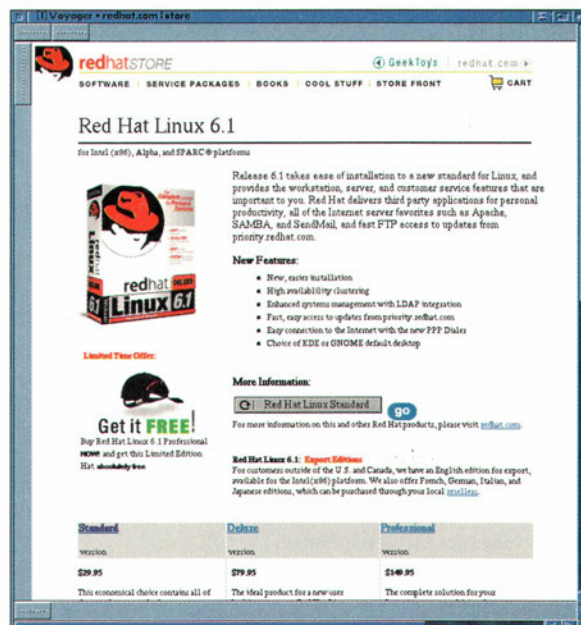 Voyager • redhat.com | store
redhatSTORE
GeekToys | redhat.com
SOFTWARE | SERVICE PACKAGES | BOOKS | COOL STUFF | STORE FRONT
CART
Red Hat Linux 6.1
for Intel (x86), Alpha, and SPARC® platforms
Release 6.1 takes ease of installation to a new standard for Linux, and
provides the workstation, server, and customer service features that are
important to you. Red Hat delivers third party applications for personal
productivity, all of the Internet server favorites such as Apache,
SAMBA, and SendMail, and fast FTP access to updates from
priority.redhat.com.
redhat DELUXE
Linux 6.1
6.1
New Features:
• New, easier installation
• High availability clustering
• Enhanced systems management with LDAP integration
• Fast, easy access to updates from priority.redhat.com
• Easy connection to the Internet with the new PPP Dialer
• Choice of KDE or GNOME default desktop
Limited Time Offer:
Get it FREE!
Buy Red Hat Linux 6.1 Professional
NOW! and get this Limited Edition
Hat absolutely free
More Information:
Red Hat Linux Standard
go
For more information on this and other Red Hat products, please visit redhat.com.
Red Hat Linux 6.1: Export Editions
For customers outside of the U.S. and Canada, we have an English edition for export,
available for the Intel(x86) platform. We also offer French, German, Italian, and
Japanese editions, which can be purchased through your local resellers.
Standard
version
$29.95
This economical choice contains all of
Deluxe
version
$79.95
The ideal product for a new user
Professional
version
$149.95
The complete solution for your